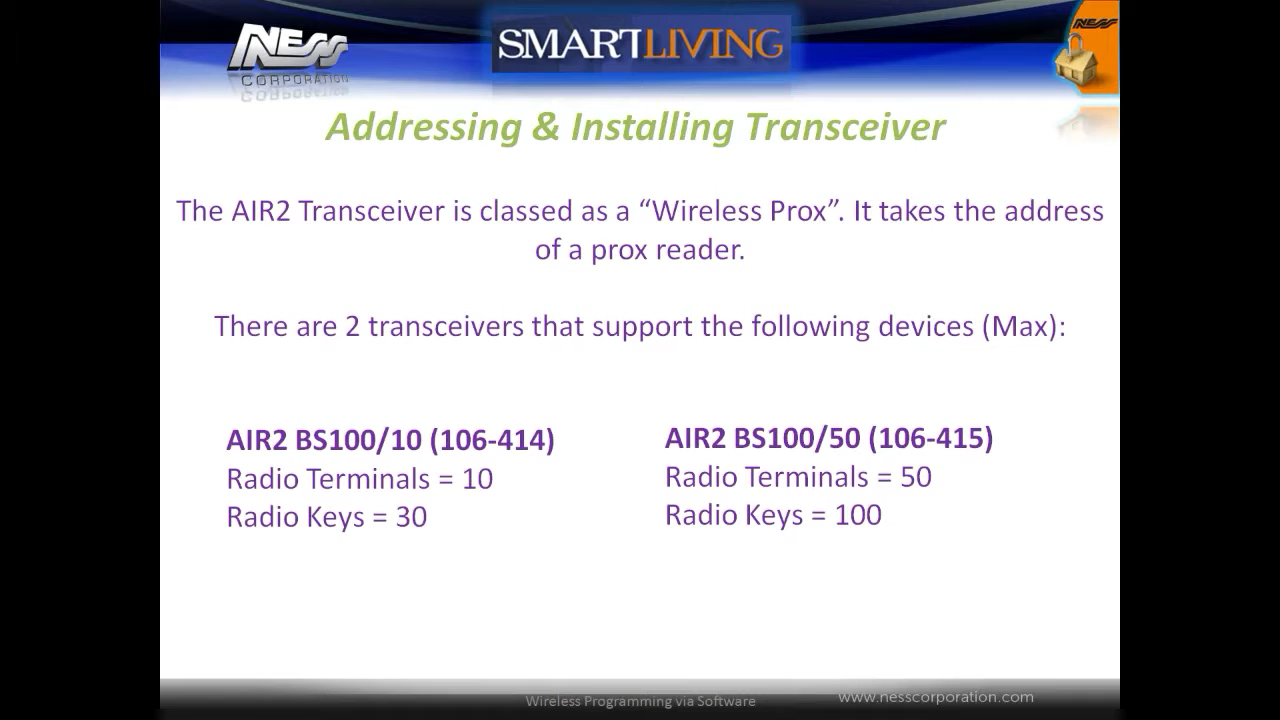 NESS
CORPORATION
SMARTLIVING
NESS
Addressing & Installing Transceiver
The AIR2 Transceiver is classed as a “Wireless Prox”. It takes the address
of a prox reader.
There are 2 transceivers that support the following devices (Max):
AIR2 BS100/10 (106-414)
Radio Terminals = 10
Radio Keys = 30
AIR2 BS100/50 (106-415)
Radio Terminals = 50
Radio Keys = 100
Wireless Programming via Software
www.nesscorporation.com